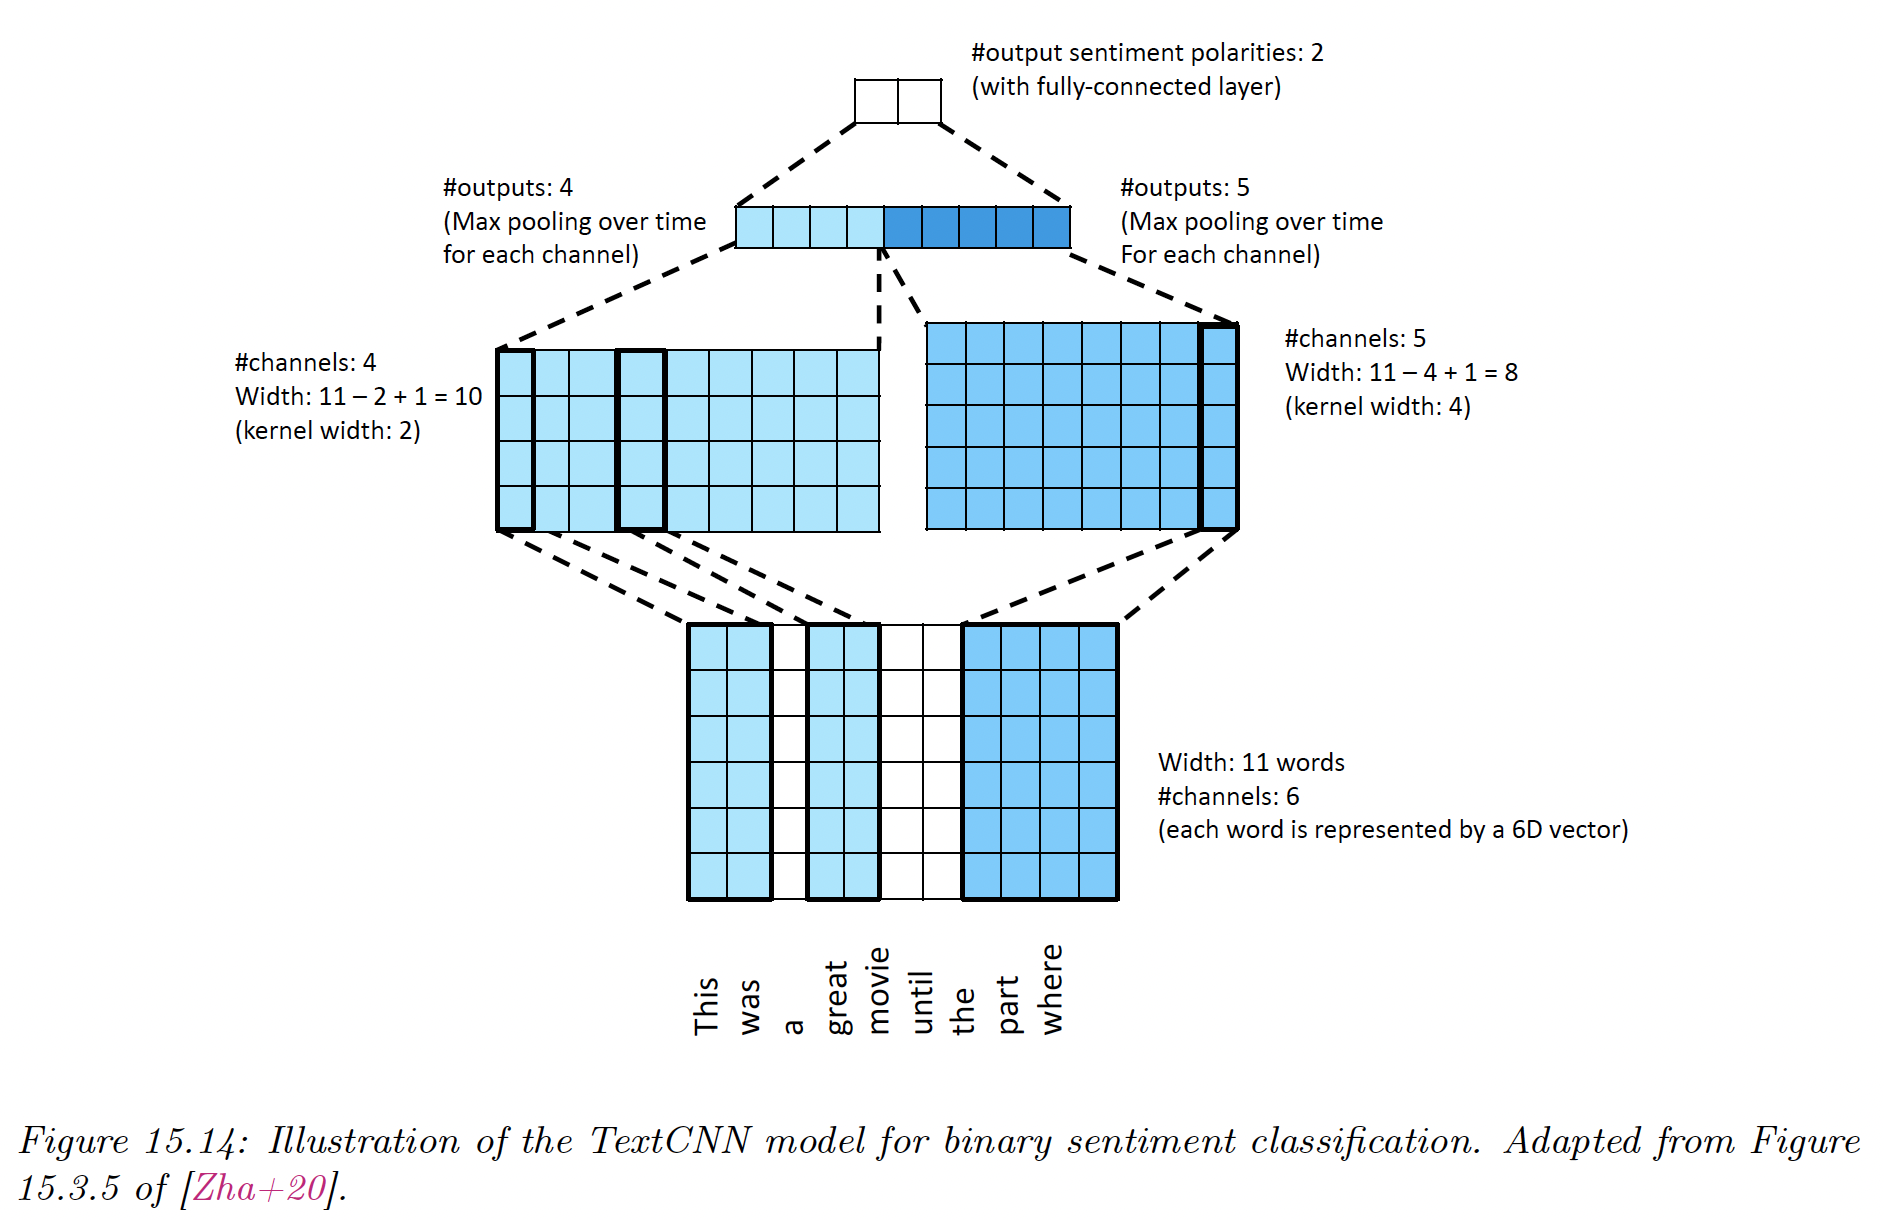 #output sentiment polarities: 2
(with fully-connected layer)
#outputs: 4
(Max pooling over time
for each channel)
#outputs: 5
(Max pooling over time
For each channel)
#channels: 4
Width: 11 – 2 + 1 = 10
(kernel width: 2)
#channels: 5
Width: 11 – 4 + 1 = 8
(kernel width: 4)
Width: 11 words
#channels: 6
(each word is represented by a 6D vector)
This
was
a
great
movie
until
the
part
where
Figure 15.14: Illustration of the TextCNN model for binary sentiment classification. Adapted from Figure
15.3.5 of [Zha+20].